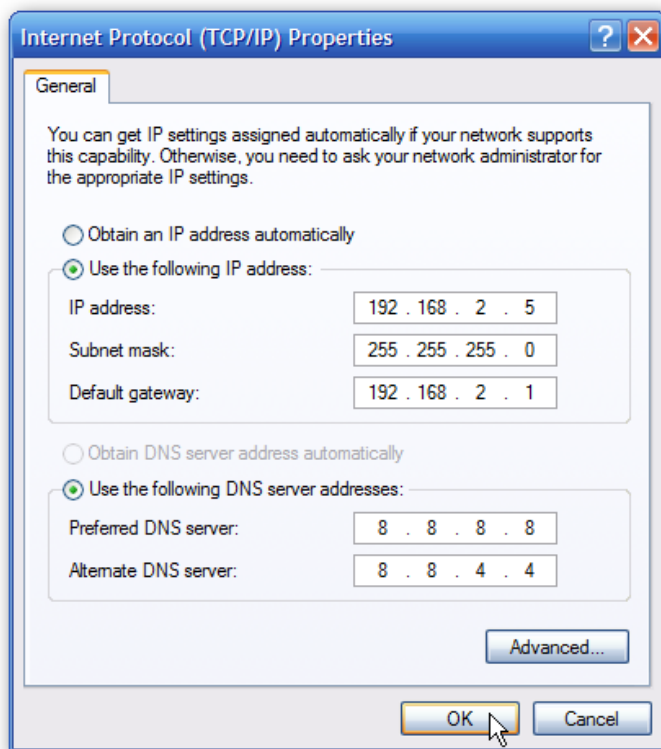 Internet Protocol (TCP/IP) Properties
General
You can get IP settings assigned automatically if your network supports
this capability. Otherwise, you need to ask your network administrator for
the appropriate IP settings.
Obtain an IP address automatically
Use the following IP address:
IP address: 192 . 168 . 2 . 5
Subnet mask: 255 . 255 . 255 . 0
Default gateway: 192 . 168 . 2 . 1
Obtain DNS server address automatically
Use the following DNS server addresses:
Preferred DNS server: 8 . 8 . 8 . 8
Alternate DNS server: 8 . 8 . 4 . 4
Advanced...
OK Cancel